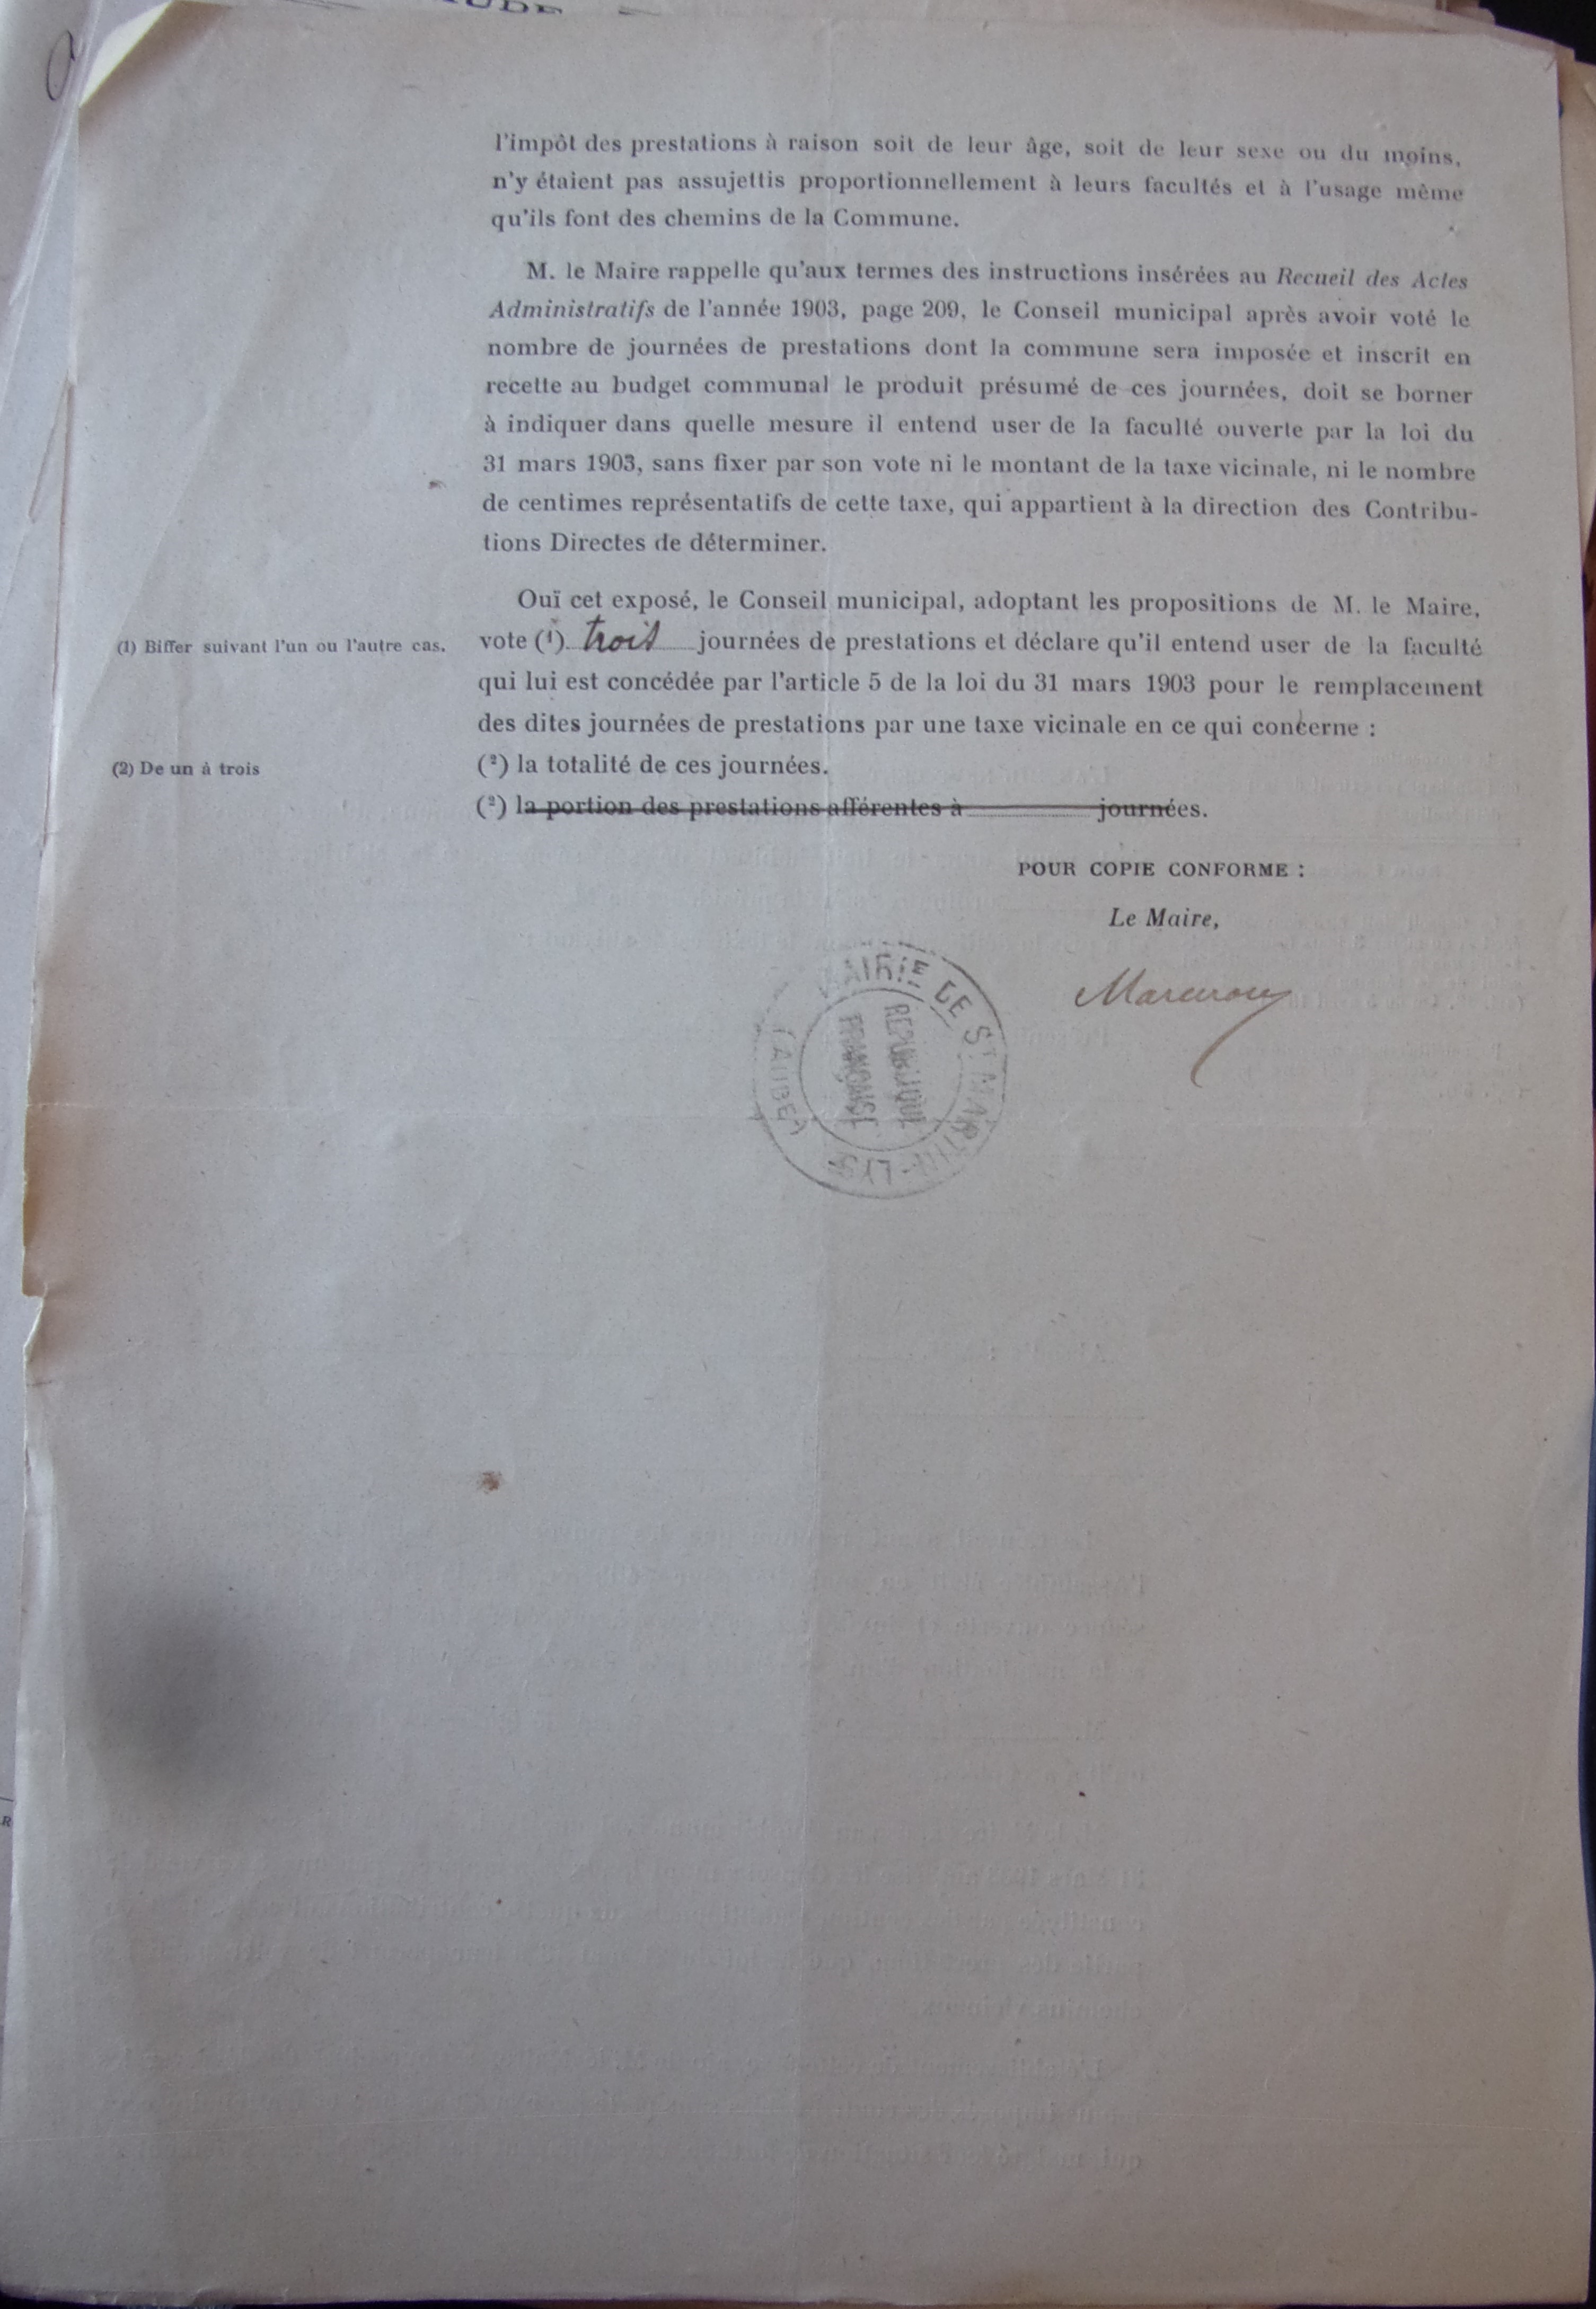 l'impôt des prestations à raison soit de leur âge, soit de leur sexe ou du moins,
n'y étaient pas assujettis proportionnellement à leurs facultés et à l'usage même
qu'ils font des chemins de la Commune.
M. le Maire rappelle qu'aux termes des instructions insérées au Recueil des Actes
Administratifs de l'année 1903, page 209, le Conseil municipal après avoir voté le
nombre de journées de prestations dont la commune sera imposée et inscrit en
recette au budget communal le produit présumé de ces journées, doit se borner
à indiquer dans quelle mesure il entend user de la faculté ouverte par la loi du
31 mars 1903, sans fixer par son vote ni le montant de la taxe vicinale, ni le nombre
de centimes représentatifs de cette taxe, qui appartient à la direction des Contribu-
tions Directes de déterminer.
Ouï cet exposé, le Conseil municipal, adoptant les propositions de M. le Maire,
(1) Biffer suivant l'un ou l'autre cas.
vote (1) trois journées de prestations et déclare qu'il entend user de la faculté
qui lui est concédée par l'article 5 de la loi du 31 mars 1903 pour le remplacement
des dites journées de prestations par une taxe vicinale en ce qui concerne :
(2) De un à trois
(2) la totalité de ces journées.
(2) la portion des prestations afférentes à journées.
POUR COPIE CONFORME :
Le Maire,
MAIRIE DE ST MARTIN-LYS
(AUDE)
REPUBLIQUE
FRANÇAISE